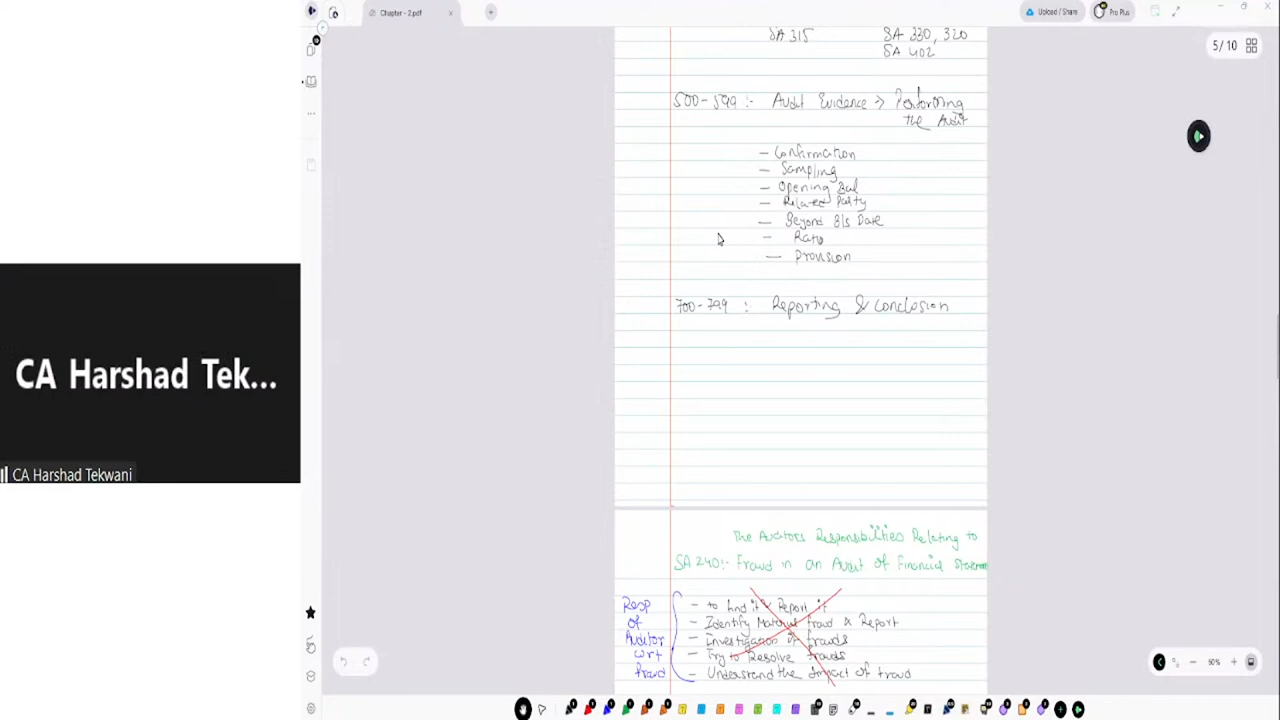 Chapter - 2.pdf
Upload / Share
Pro Plus
5/10
SA 315
SA 330, 320
SA 402
500-599 :- Audit Evidence → Performing the Audit
- Confirmation
- Sampling
- Opening Bal
- Related Party
- Beyond B/s Date
- Ratio
- Provision
700-799 : Reporting & Conclusion
CA Harshad Tek...
CA Harshad Tekwani
The Auditors Responsibilities Relating to
SA 240:- Fraud in an Audit of Financial Statem
Resp of Auditor wrt fraud
- to find it & Report it
- Identify Material fraud & Report
- Investigation of frauds
- Try to Resolve frauds
- Understand the Impact of fraud
50%